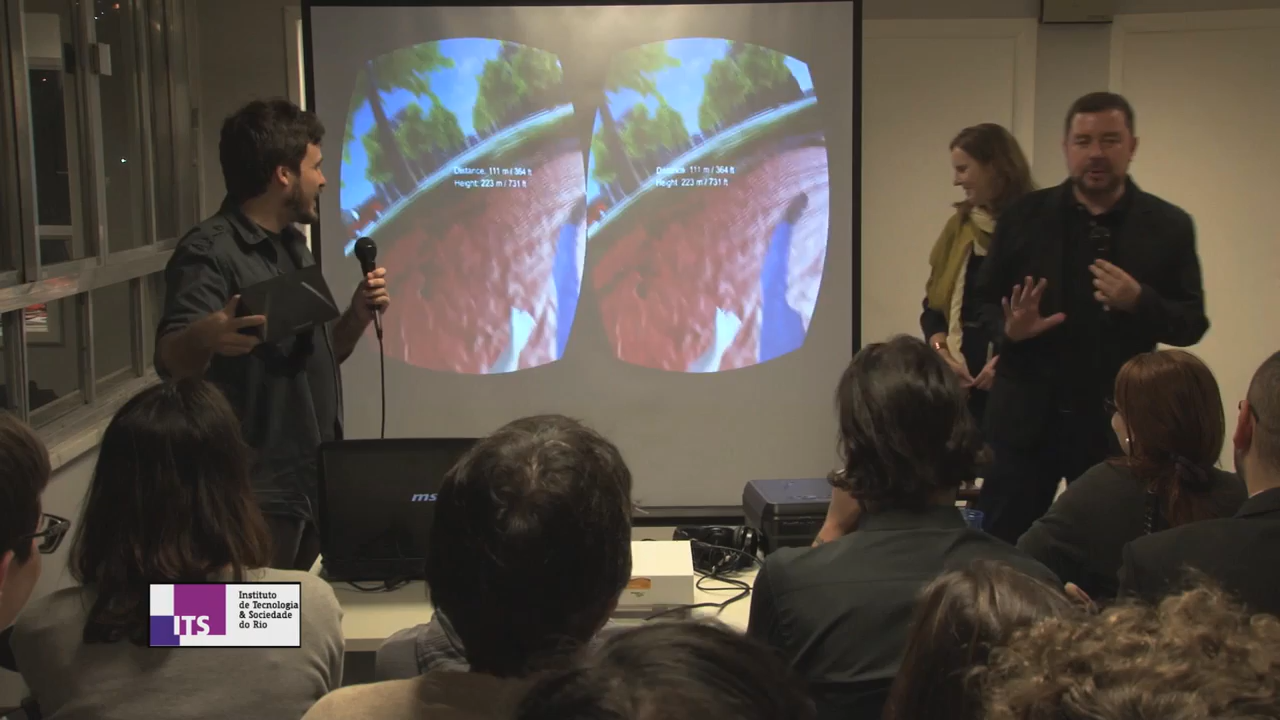 Distance: 111 m / 364 ft
Height: 223 m / 731 ft
Distance: 111 m / 364 ft
Height: 223 m / 731 ft
ms
ITS
Instituto
de Tecnologia
& Sociedade
do Rio